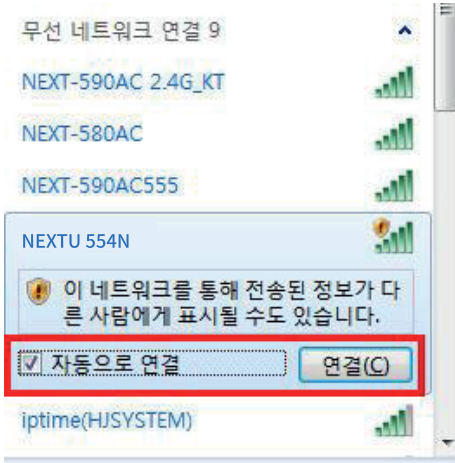 무선 네트워크 연결 9
NEXT-590AC 2.4G_KT
NEXT-580AC
NEXT-590AC555
NEXTU 554N
이 네트워크를 통해 전송된 정보가 다
른 사람에게 표시될 수도 있습니다.
자동으로 연결 연결(C)
iptime(HJSYSTEM)